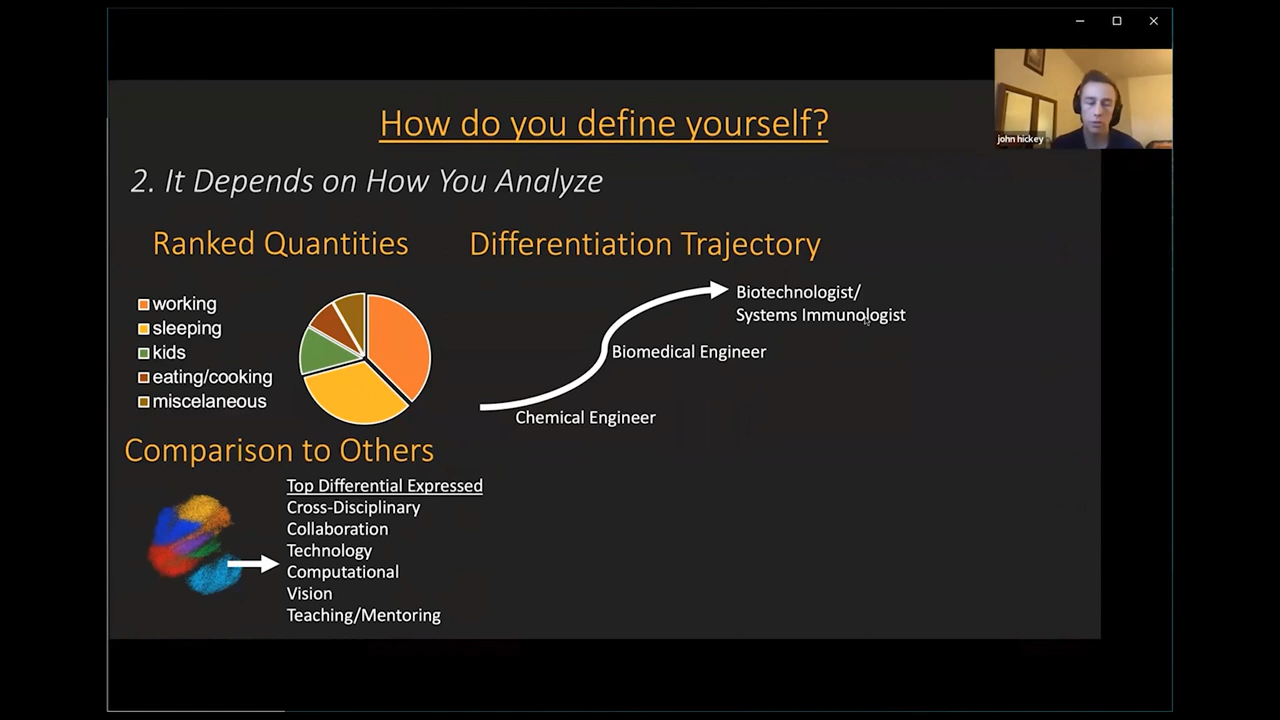 How do you define yourself?
john hickey
2. It Depends on How You Analyze
Ranked Quantities
working
sleeping
kids
eating/cooking
miscelaneous
Differentiation Trajectory
Biotechnologist/
Systems Immunologist
Biomedical Engineer
Chemical Engineer
Comparison to Others
Top Differential Expressed
Cross-Disciplinary
Collaboration
Technology
Computational
Vision
Teaching/Mentoring